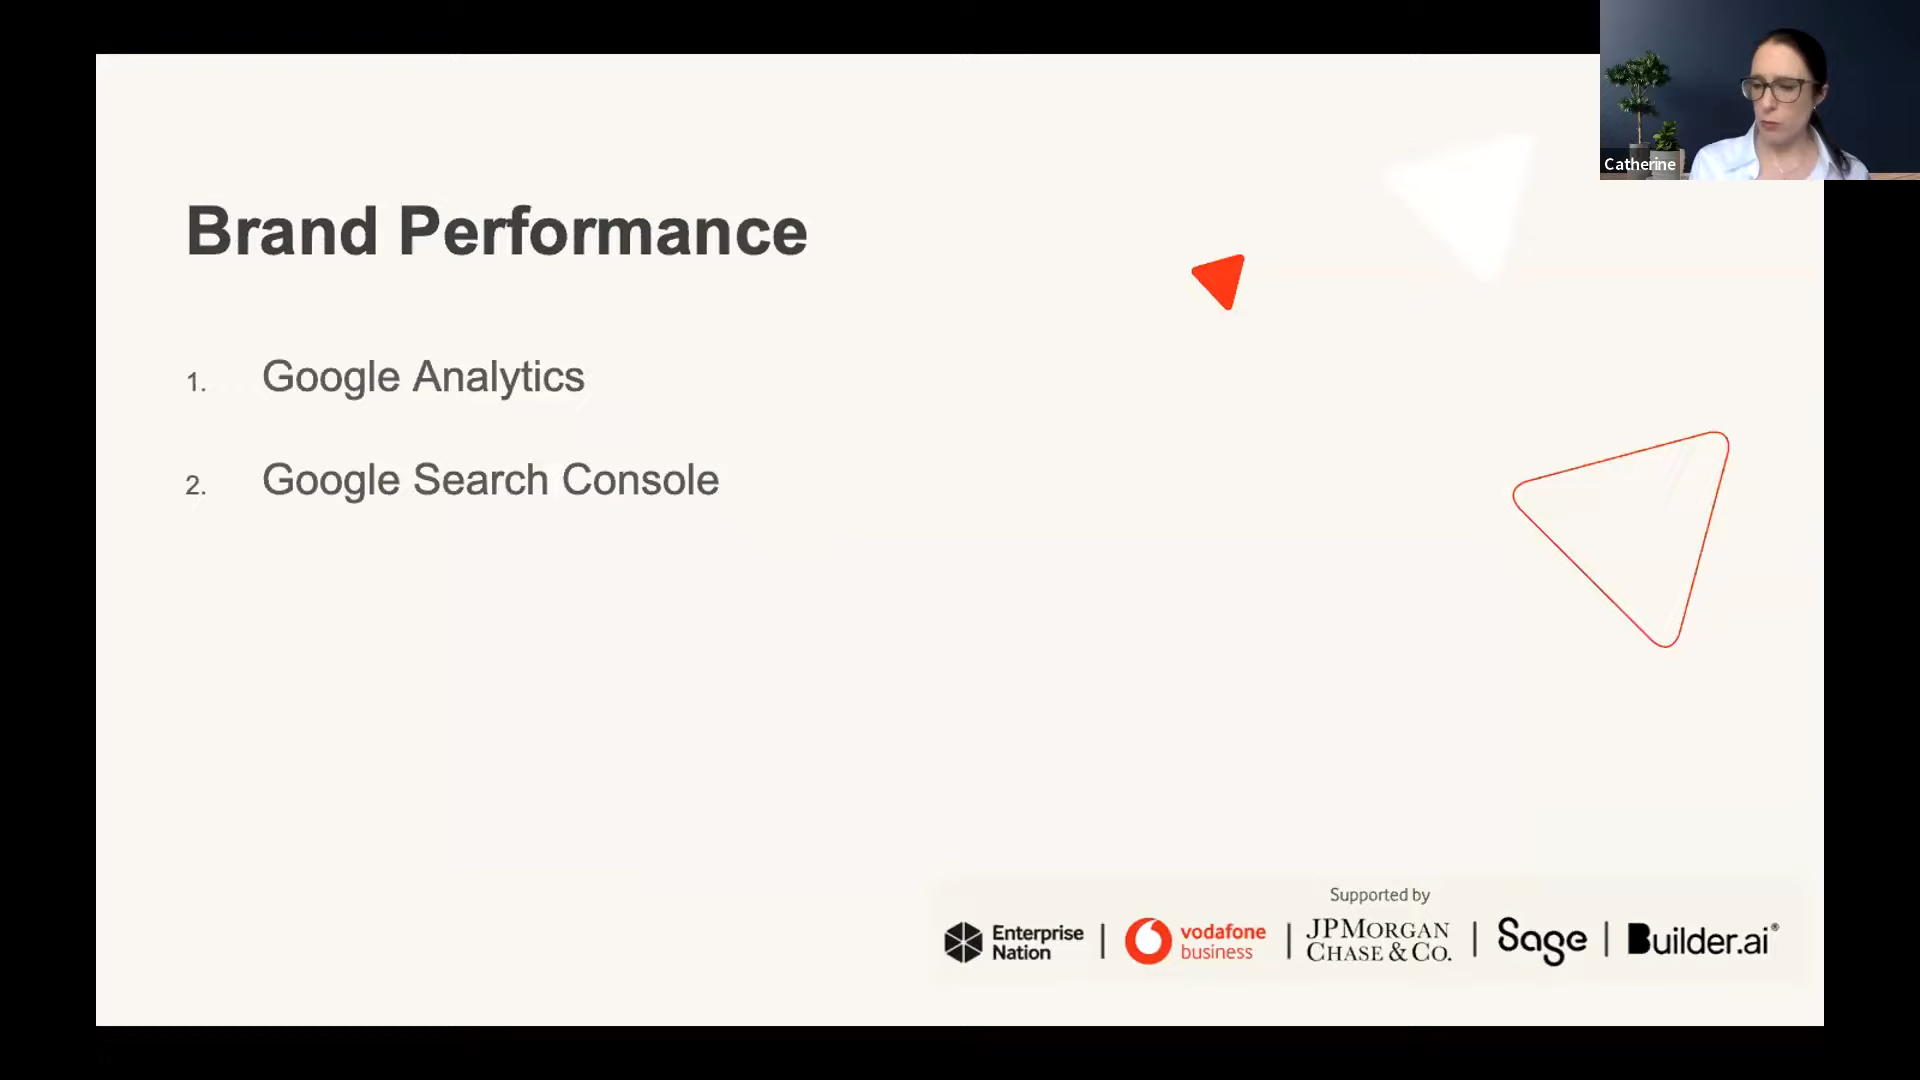 Catherine
Brand Performance
1. Google Analytics
2. Google Search Console
Supported by
Enterprise Nation
vodafone business
JPMORGAN CHASE & CO.
Sage
Builder.ai®